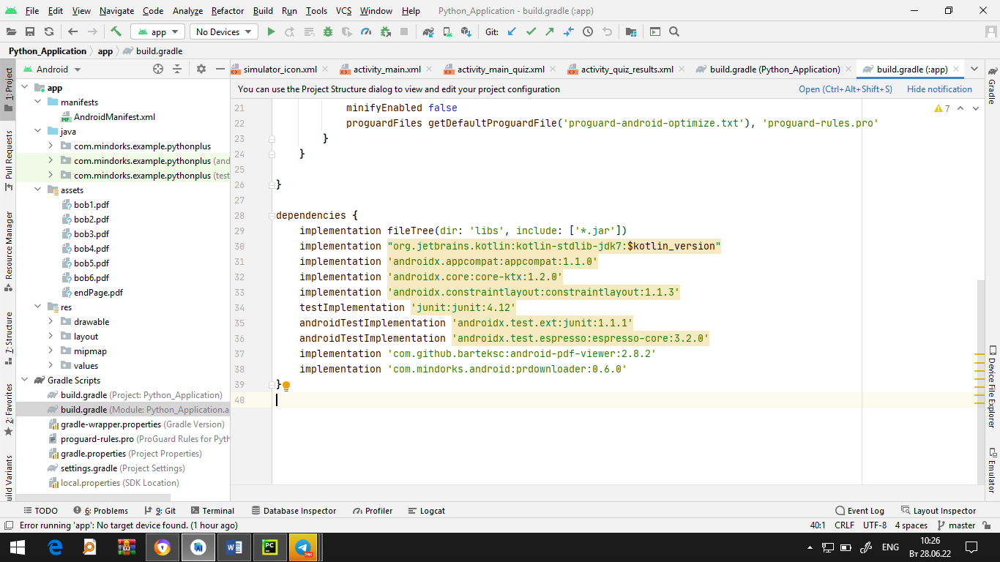 File Edit View Navigate Code Analyze Refactor Build Run Tools VCS Window Help Python_Application - build.gradle (:app)
app No Devices Git:
Python_Application app build.gradle
Android
simulator_icon.xml activity_main.xml activity_main_quiz.xml activity_quiz_results.xml build.gradle (Python_Application) build.gradle (:app)
You can use the Project Structure dialog to view and edit your project configuration Open (Ctrl+Alt+Shift+S) Hide notification
1: Project
Pull Requests
Resource Manager
7: Structure
2: Favorites
uild Variants
app
manifests
AndroidManifest.xml
java
com.mindorks.example.pythonplus
com.mindorks.example.pythonplus (and
com.mindorks.example.pythonplus (test
assets
bob1.pdf
bob2.pdf
bob3.pdf
bob4.pdf
bob5.pdf
bob6.pdf
endPage.pdf
res
drawable
layout
mipmap
values
Gradle Scripts
build.gradle (Project: Python_Application)
build.gradle (Module: Python_Application.a
gradle-wrapper.properties (Gradle Version)
proguard-rules.pro (ProGuard Rules for Pyth
gradle.properties (Project Properties)
settings.gradle (Project Settings)
local.properties (SDK Location)
21 minifyEnabled false
22 proguardFiles getDefaultProguardFile('proguard-android-optimize.txt'), 'proguard-rules.pro'
23 }
24 }
25
26 }
27
28 dependencies {
29 implementation fileTree(dir: 'libs', include: ['*.jar'])
30 implementation "org.jetbrains.kotlin:kotlin-stdlib-jdk7:$kotlin_version"
31 implementation 'androidx.appcompat:appcompat:1.1.0'
32 implementation 'androidx.core:core-ktx:1.2.0'
33 implementation 'androidx.constraintlayout:constraintlayout:1.1.3'
34 testImplementation 'junit:junit:4.12'
35 androidTestImplementation 'androidx.test.ext:junit:1.1.1'
36 androidTestImplementation 'androidx.test.espresso:espresso-core:3.2.0'
37 implementation 'com.github.barteksc:android-pdf-viewer:2.8.2'
38 implementation 'com.mindorks.android:prdownloader:0.6.0'
39 }
40
7
Gradle
Device File Explorer
Emulator
TODO 6: Problems 9: Git Terminal Database Inspector Profiler Logcat Event Log Layout Inspector
Error running 'app': No target device found. (1 hour ago) 40:1 CRLF UTF-8 4 spaces master
ENG
10:26
Вт 28.06.22